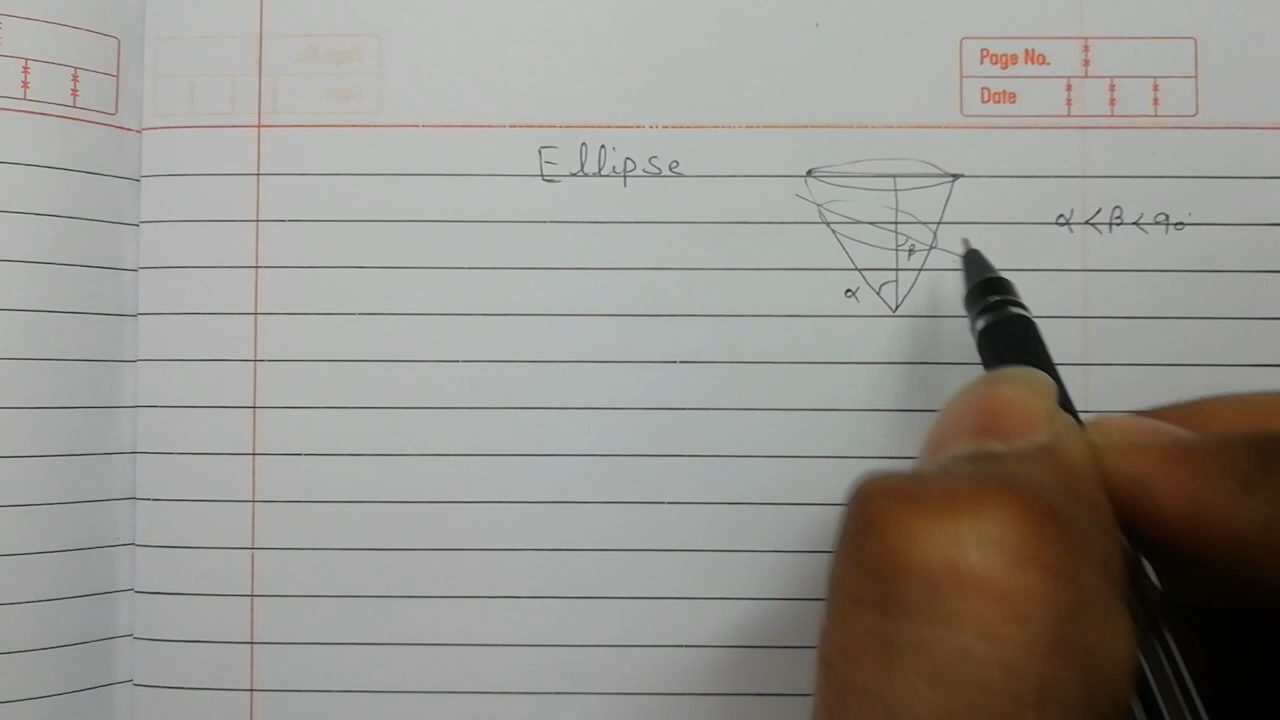 Page No.
Date
Ellipse
α < β < 90°
β
α